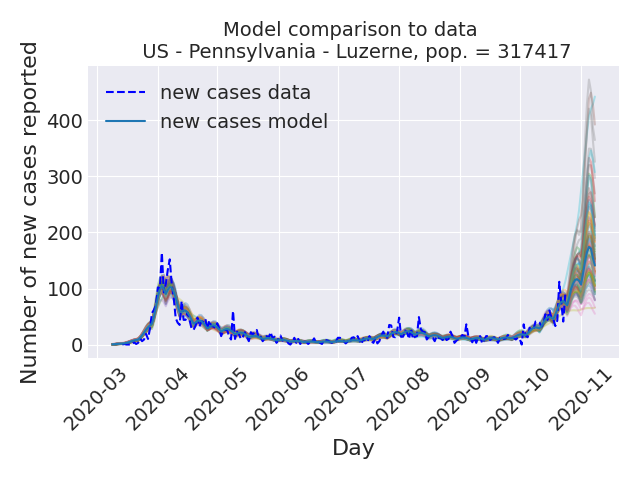 Model comparison to data
US - Pennsylvania - Luzerne, pop. = 317417
Number of new cases reported
new cases data
new cases model
400
300
200
100
0
2020-03
2020-04
2020-05
2020-06
2020-07
2020-08
2020-09
2020-10
2020-11
Day